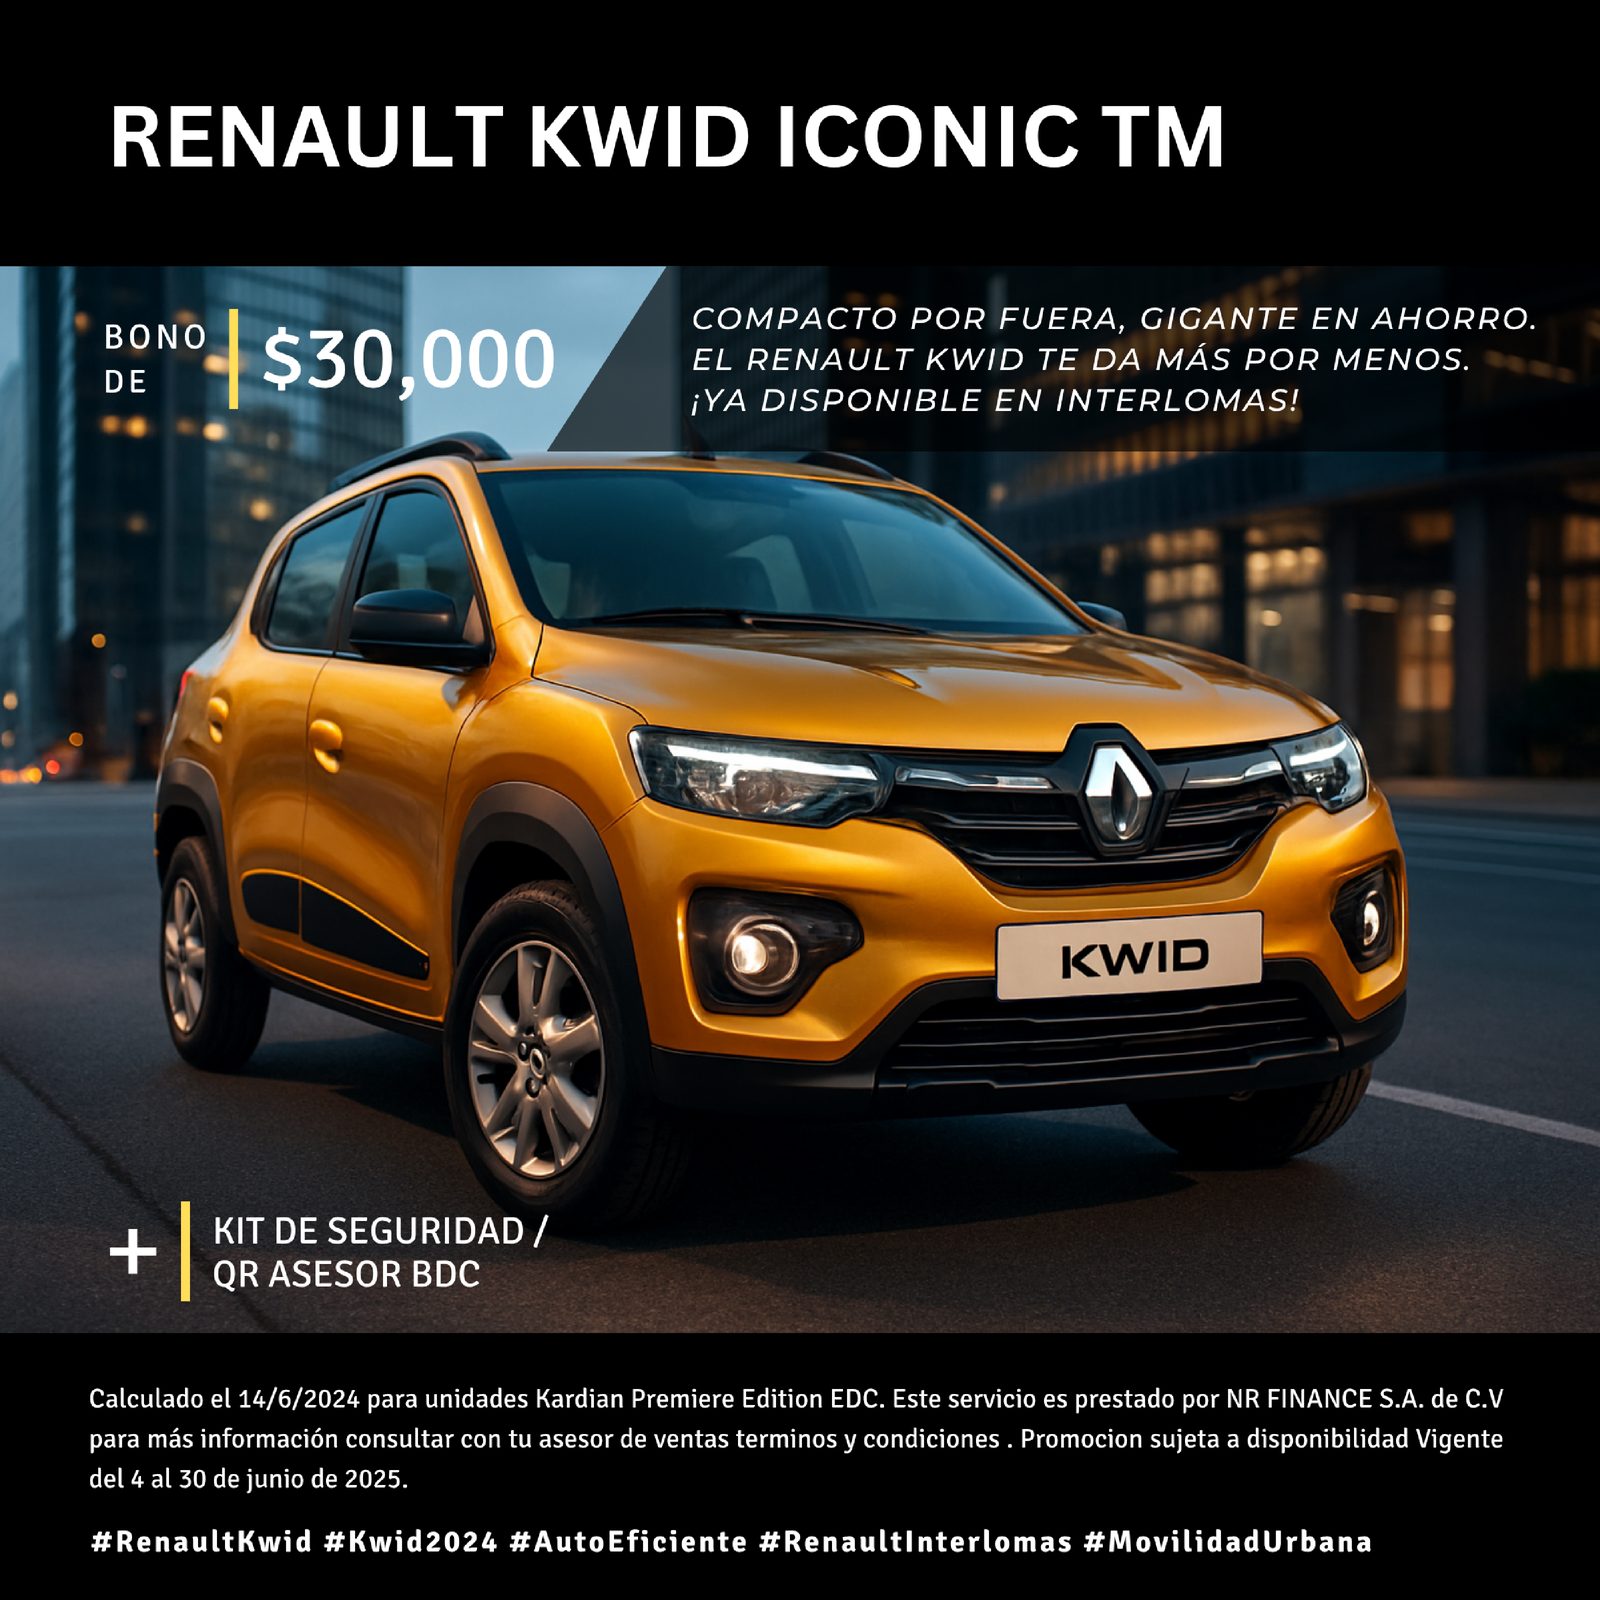 RENAULT KWID ICONIC TM
BONO
DE
$30,000
COMPACTO POR FUERA, GIGANTE EN AHORRO.
EL RENAULT KWID TE DA MÁS POR MENOS.
¡YA DISPONIBLE EN INTERLOMAS!
KWID
+
KIT DE SEGURIDAD /
QR ASESOR BDC
Calculado el 14/6/2024 para unidades Kardian Premiere Edition EDC. Este servicio es prestado por NR FINANCE S.A. de C.V
para más información consultar con tu asesor de ventas terminos y condiciones . Promocion sujeta a disponibilidad Vigente
del 4 al 30 de junio de 2025.
#RenaultKwid #Kwid2024 #AutoEficiente #RenaultInterlomas #MovilidadUrbana